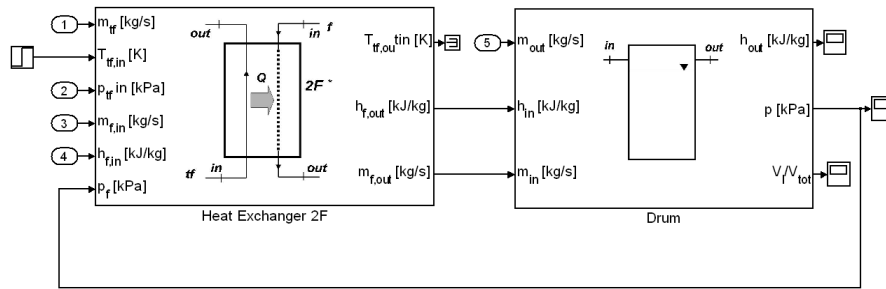 1
m_tf [kg/s]
T_tf,in [K]
2
p_tf in [kPa]
3
m_f,in [kg/s]
4
h_f,in [kJ/kg]
p_f [kPa]
out
f
in
Q
2F *
tf
in
out
T_tf,ou tin [K]
h_f,out [kJ/kg]
m_f,out [kg/s]
Heat Exchanger 2F
5
m_out [kg/s]
h_in [kJ/kg]
m_in [kg/s]
in
out
h_out [kJ/kg]
p [kPa]
V_l/V_tot
Drum